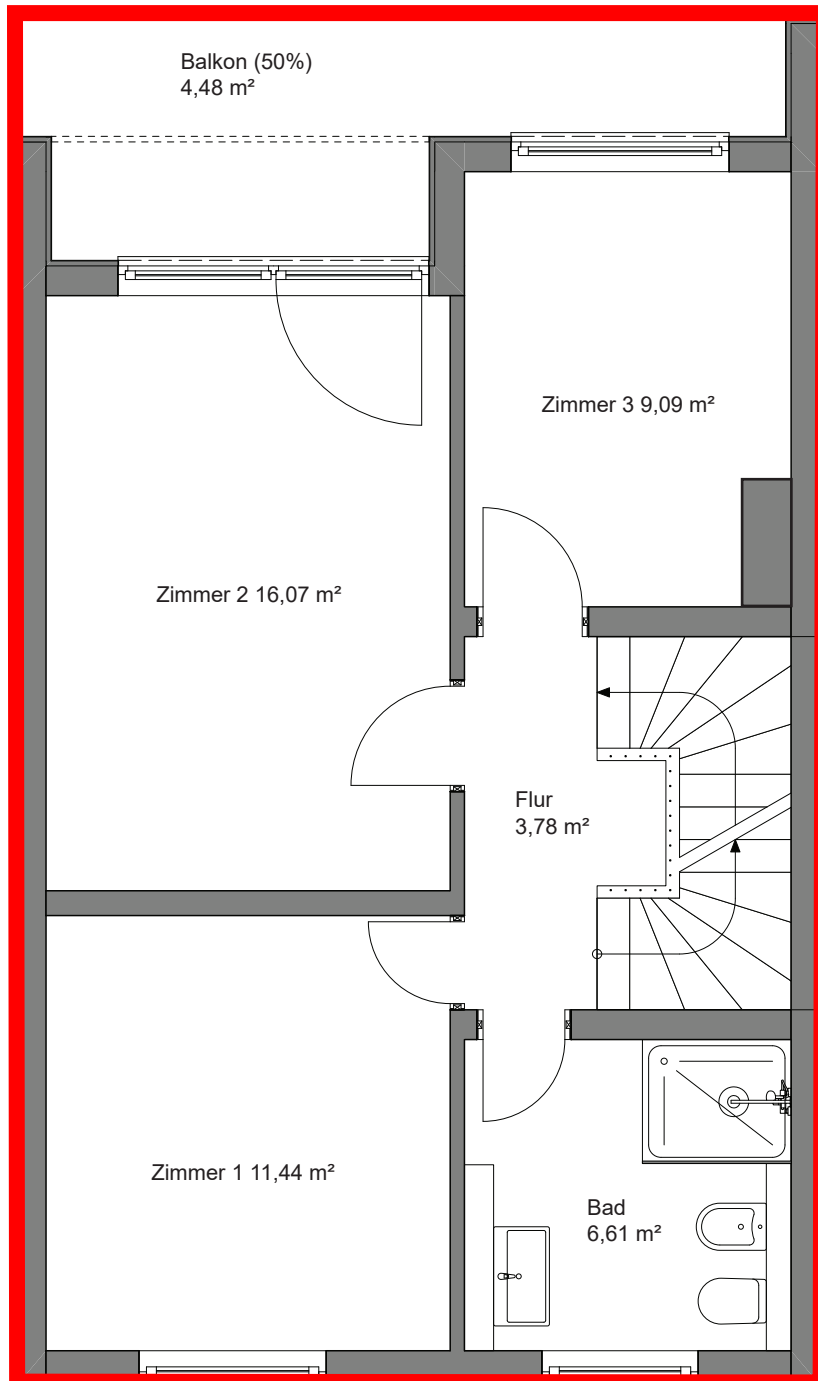 Balkon (50%)
4,48 m²
Zimmer 3 9,09 m²
Zimmer 2 16,07 m²
Flur
3,78 m²
Zimmer 1 11,44 m²
Bad
6,61 m²